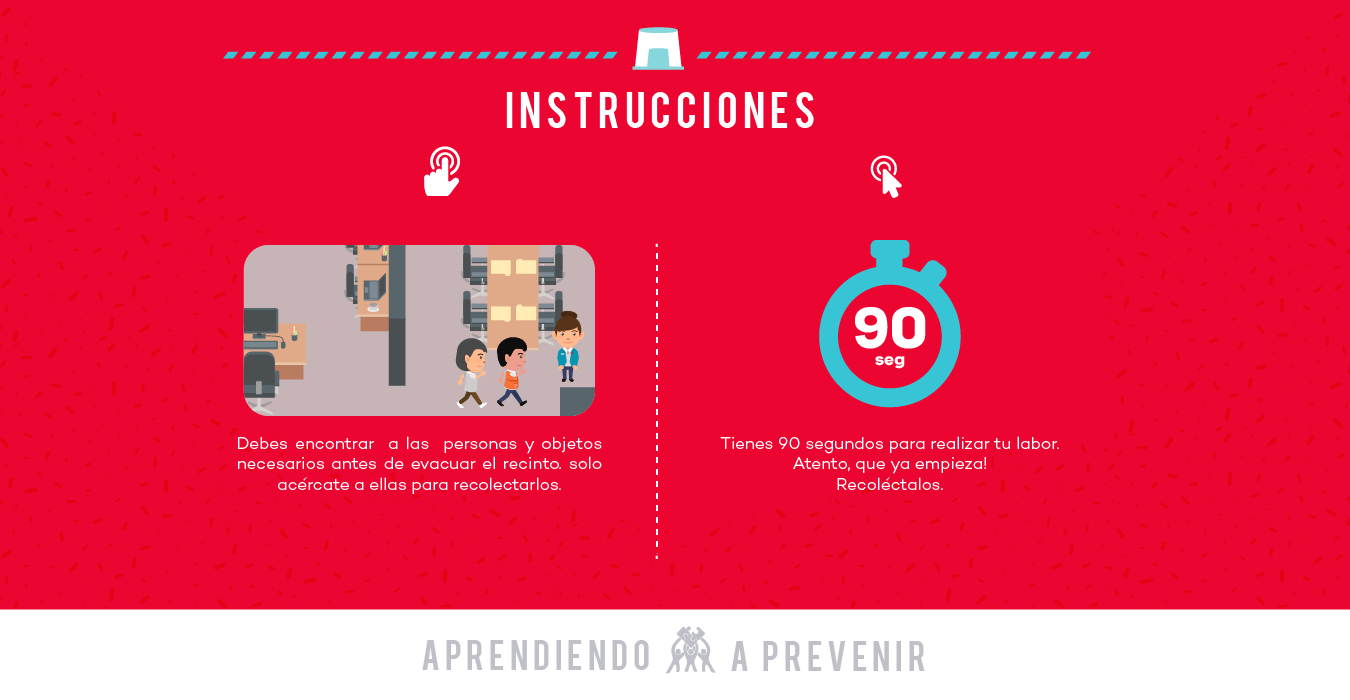 INSTRUCCIONES
Debes encontrar a las personas y objetos
necesarios antes de evacuar el recinto. solo
acércate a ellas para recolectarlos.
90
seg
Tienes 90 segundos para realizar tu labor.
Atento, que ya empieza!
Recoléctalos.
APRENDIENDO A PREVENIR